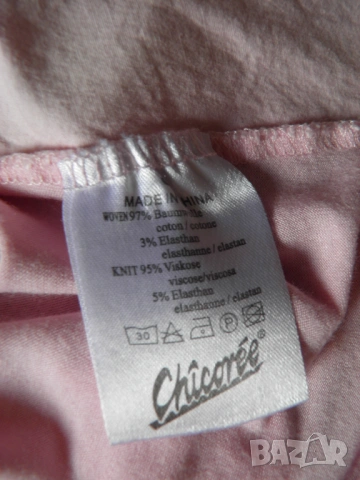 MADE IN CHINA
WOVEN 97% Baumwolle
coton / cotone
3% Elasthan
elasthanne / elastan
KNIT 95% Viskose
viscose/viscosa
5% Elasthan
elasthanne / elastan
30 P
Chicorée®
BAZAR